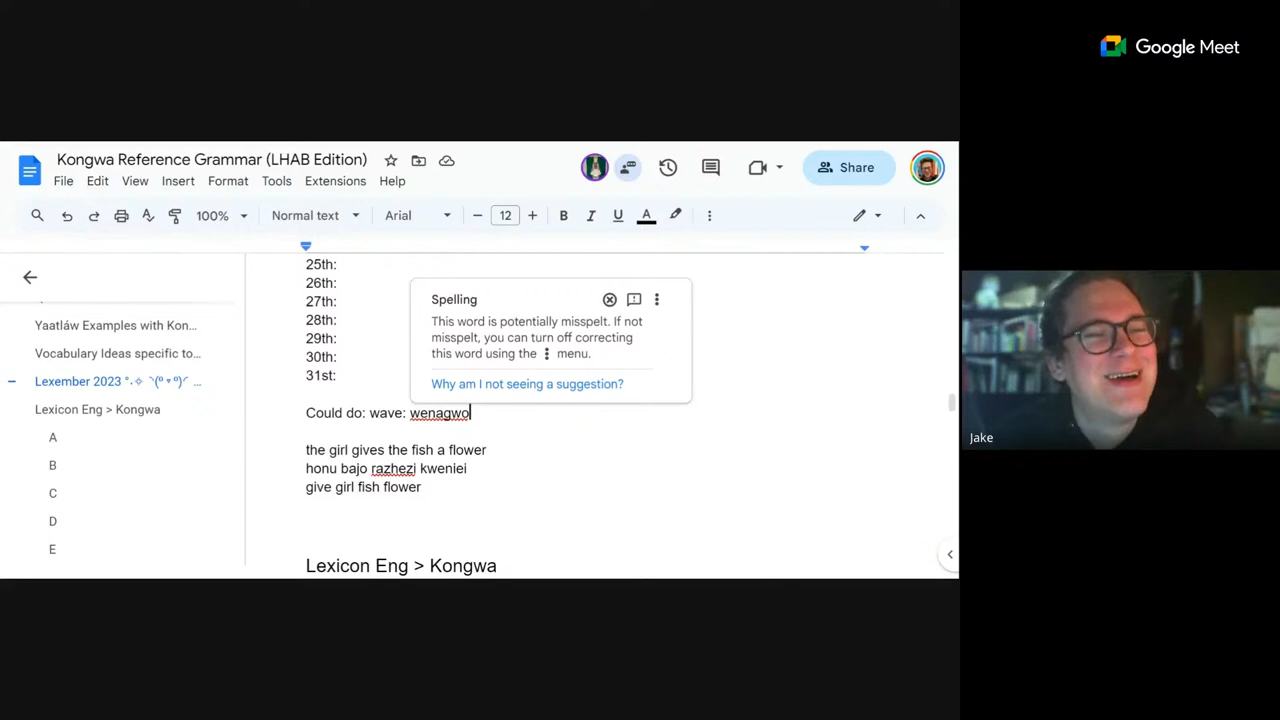 Google Meet
Kongwa Reference Grammar (LHAB Edition)
File Edit View Insert Format Tools Extensions Help
Share
100% Normal text Arial 12 B I U A
Yaatláw Examples with Kon...
Vocabulary Ideas specific to...
Lexember 2023 °˖✧ ◝(⁰▿⁰)◜ ...
Lexicon Eng > Kongwa
A
B
C
D
E
25th:
26th:
27th:
28th:
29th:
30th:
31st:
Spelling
This word is potentially misspelt. If not
misspelt, you can turn off correcting
this word using the ⋮ menu.
Why am I not seeing a suggestion?
Could do: wave: wenagwo
the girl gives the fish a flower
honu bajo razhezi kweniei
give girl fish flower
Lexicon Eng > Kongwa
Jake